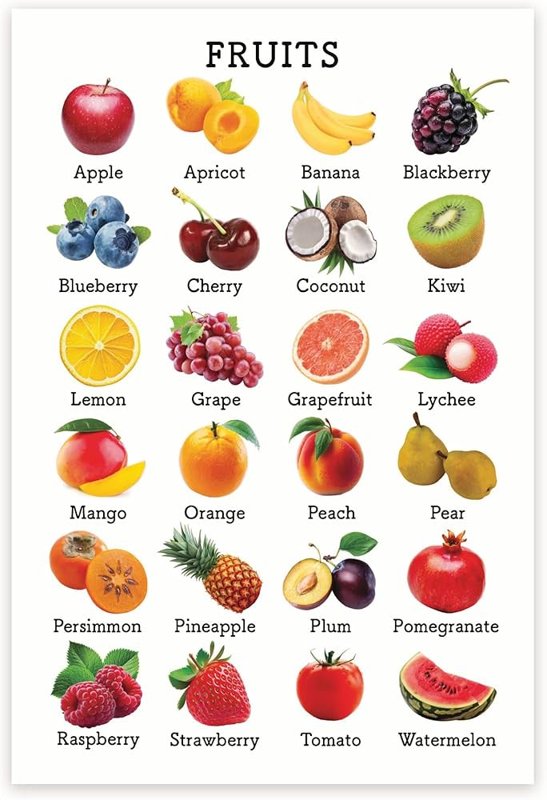 FRUITS
Apple Apricot Banana Blackberry
Blueberry Cherry Coconut Kiwi
Lemon Grape Grapefruit Lychee
Mango Orange Peach Pear
Persimmon Pineapple Plum Pomegranate
Raspberry Strawberry Tomato Watermelon